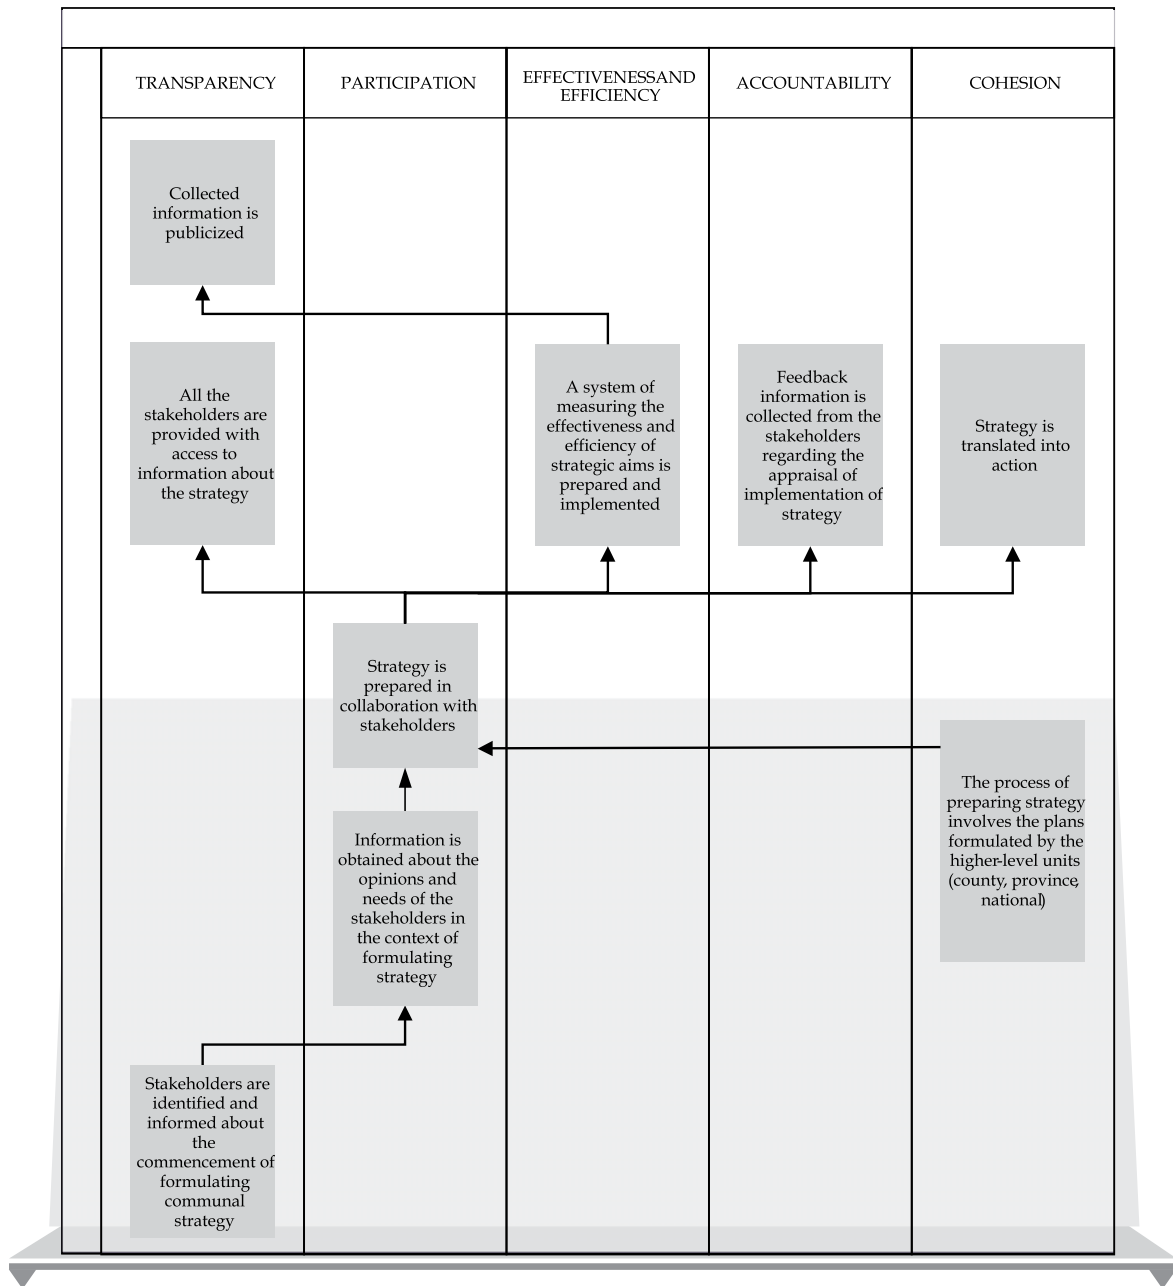 TRANSPARENCY
PARTICIPATION
EFFECTIVENESSAND
EFFICIENCY
ACCOUNTABILITY
COHESION
Collected
information is
publicized
All the
stakeholders are
provided with
access to
information about
the strategy
A system of
measuring the
effectiveness and
efficiency of
strategic aims is
prepared and
implemented
Feedback
information is
collected from the
stakeholders
regarding the
appraisal of
implementation of
strategy
Strategy is
translated into
action
Strategy is
prepared in
collaboration with
stakeholders
The process of
preparing strategy
involves the plans
formulated by the
higher-level units
(county, province,
national)
Information is
obtained about the
opinions and
needs of the
stakeholders in
the context of
formulating
strategy
Stakeholders are
identified and
informed about
the
commencement of
formulating
communal
strategy